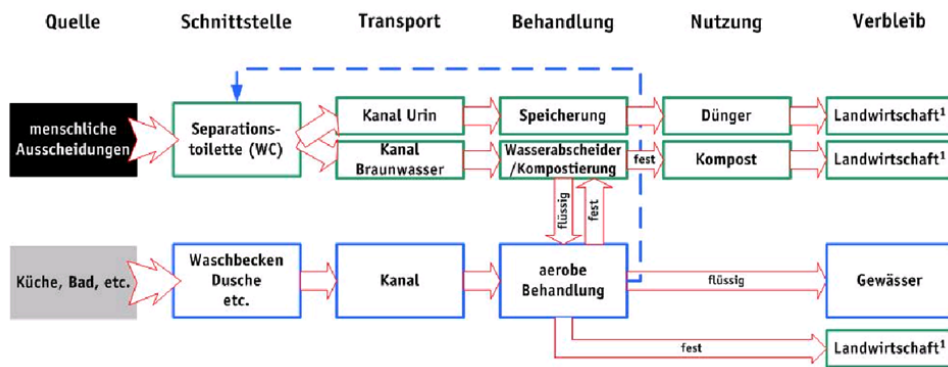 Quelle Schnittstelle Transport Behandlung Nutzung Verbleib
menschliche
Ausscheidungen
Separations-
toilette (WC)
Kanal Urin
Speicherung
Dünger
Landwirtschaft¹
Kanal
Braunwasser
Wasserabscheider
/Kompostierung
fest
Kompost
Landwirtschaft¹
flüssig
fest
Küche, Bad, etc.
Waschbecken
Dusche
etc.
Kanal
aerobe
Behandlung
flüssig
Gewässer
fest
Landwirtschaft¹